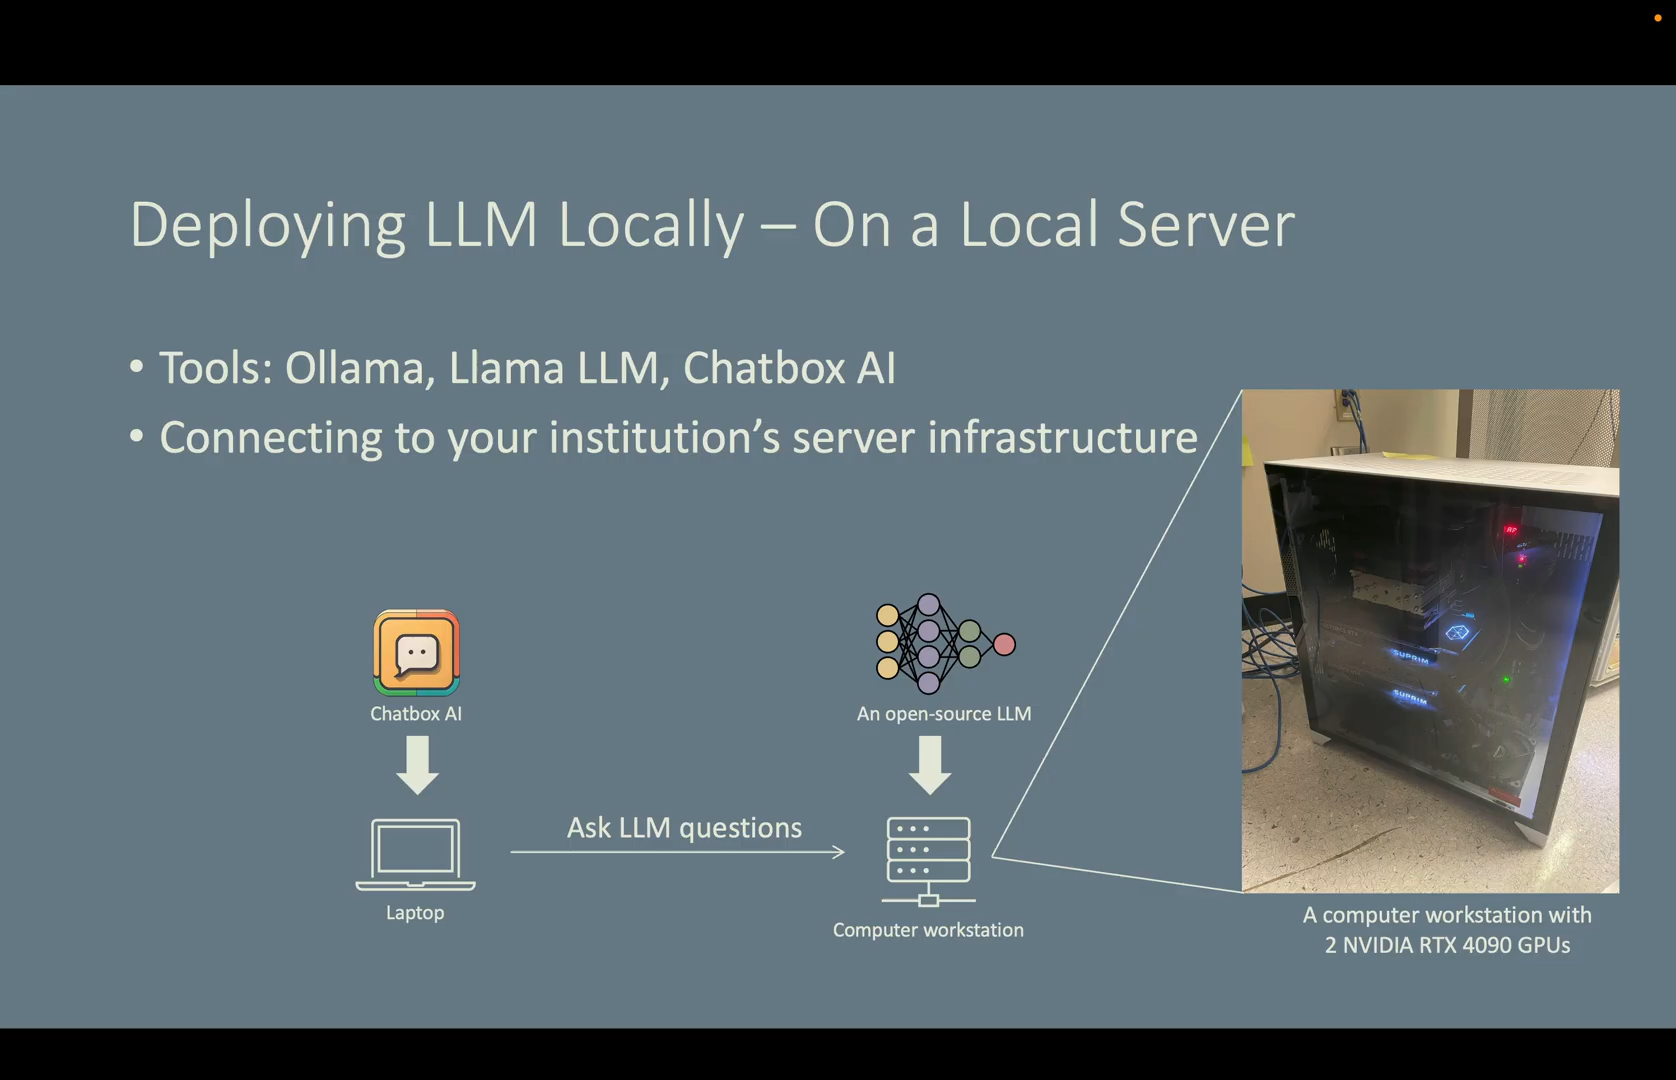 Deploying LLM Locally – On a Local Server
• Tools: Ollama, Llama LLM, Chatbox AI
• Connecting to your institution’s server infrastructure
Chatbox AI
An open-source LLM
Ask LLM questions
Laptop
Computer workstation
SUPRIM
SUPRIM
A computer workstation with
2 NVIDIA RTX 4090 GPUs